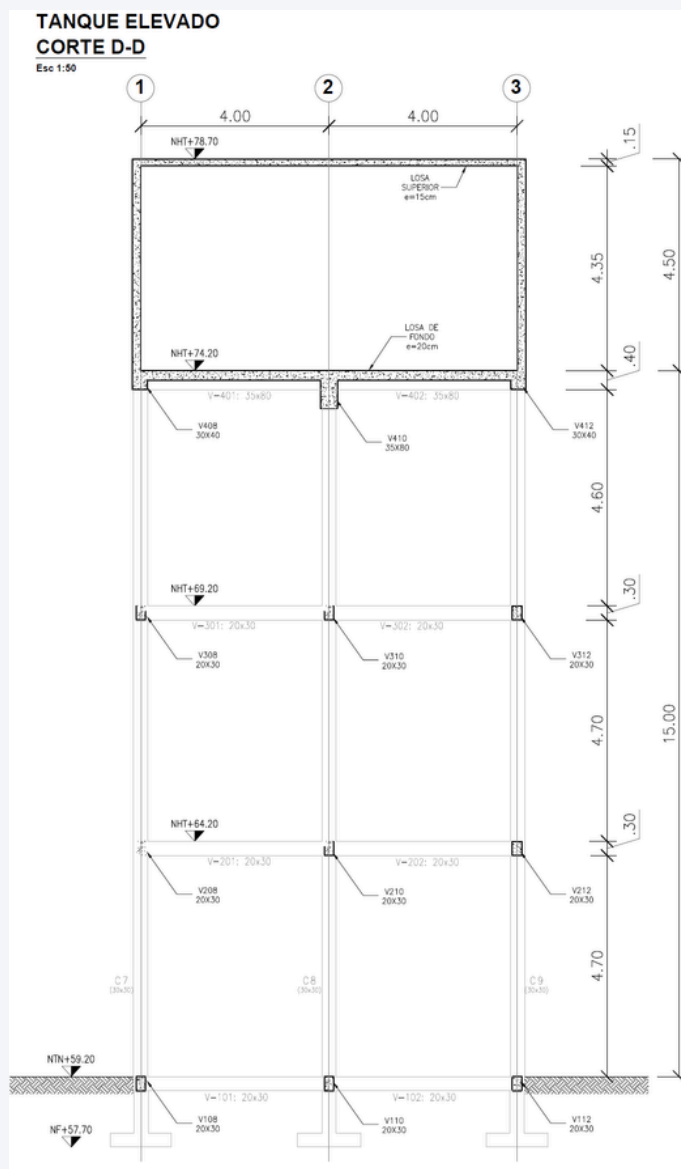 TANQUE ELEVADO
CORTE D-D
Esc 1:50
1
2
3
4.00
4.00
NHT+78.70
.15
LOSA
SUPERIOR
e=15cm
4.35
4.50
LOSA DE
FONDO
e=20cm
NHT+74.20
.40
V-401: 35x80
V-402: 35x80
V408
30X40
V410
35X80
V412
30X40
4.60
NHT+69.20
.30
V-301: 20x30
V-302: 20x30
V308
20X30
V310
20X30
V312
20X30
4.70
15.00
NHT+64.20
.30
V-201: 20x30
V-202: 20x30
V208
20X30
V210
20X30
V212
20X30
4.70
C7
(30x30)
C8
(30x30)
C9
(30x30)
NTN+59.20
V-101: 20x30
V-102: 20x30
V108
20X30
V110
20X30
V112
20X30
NF+57.70